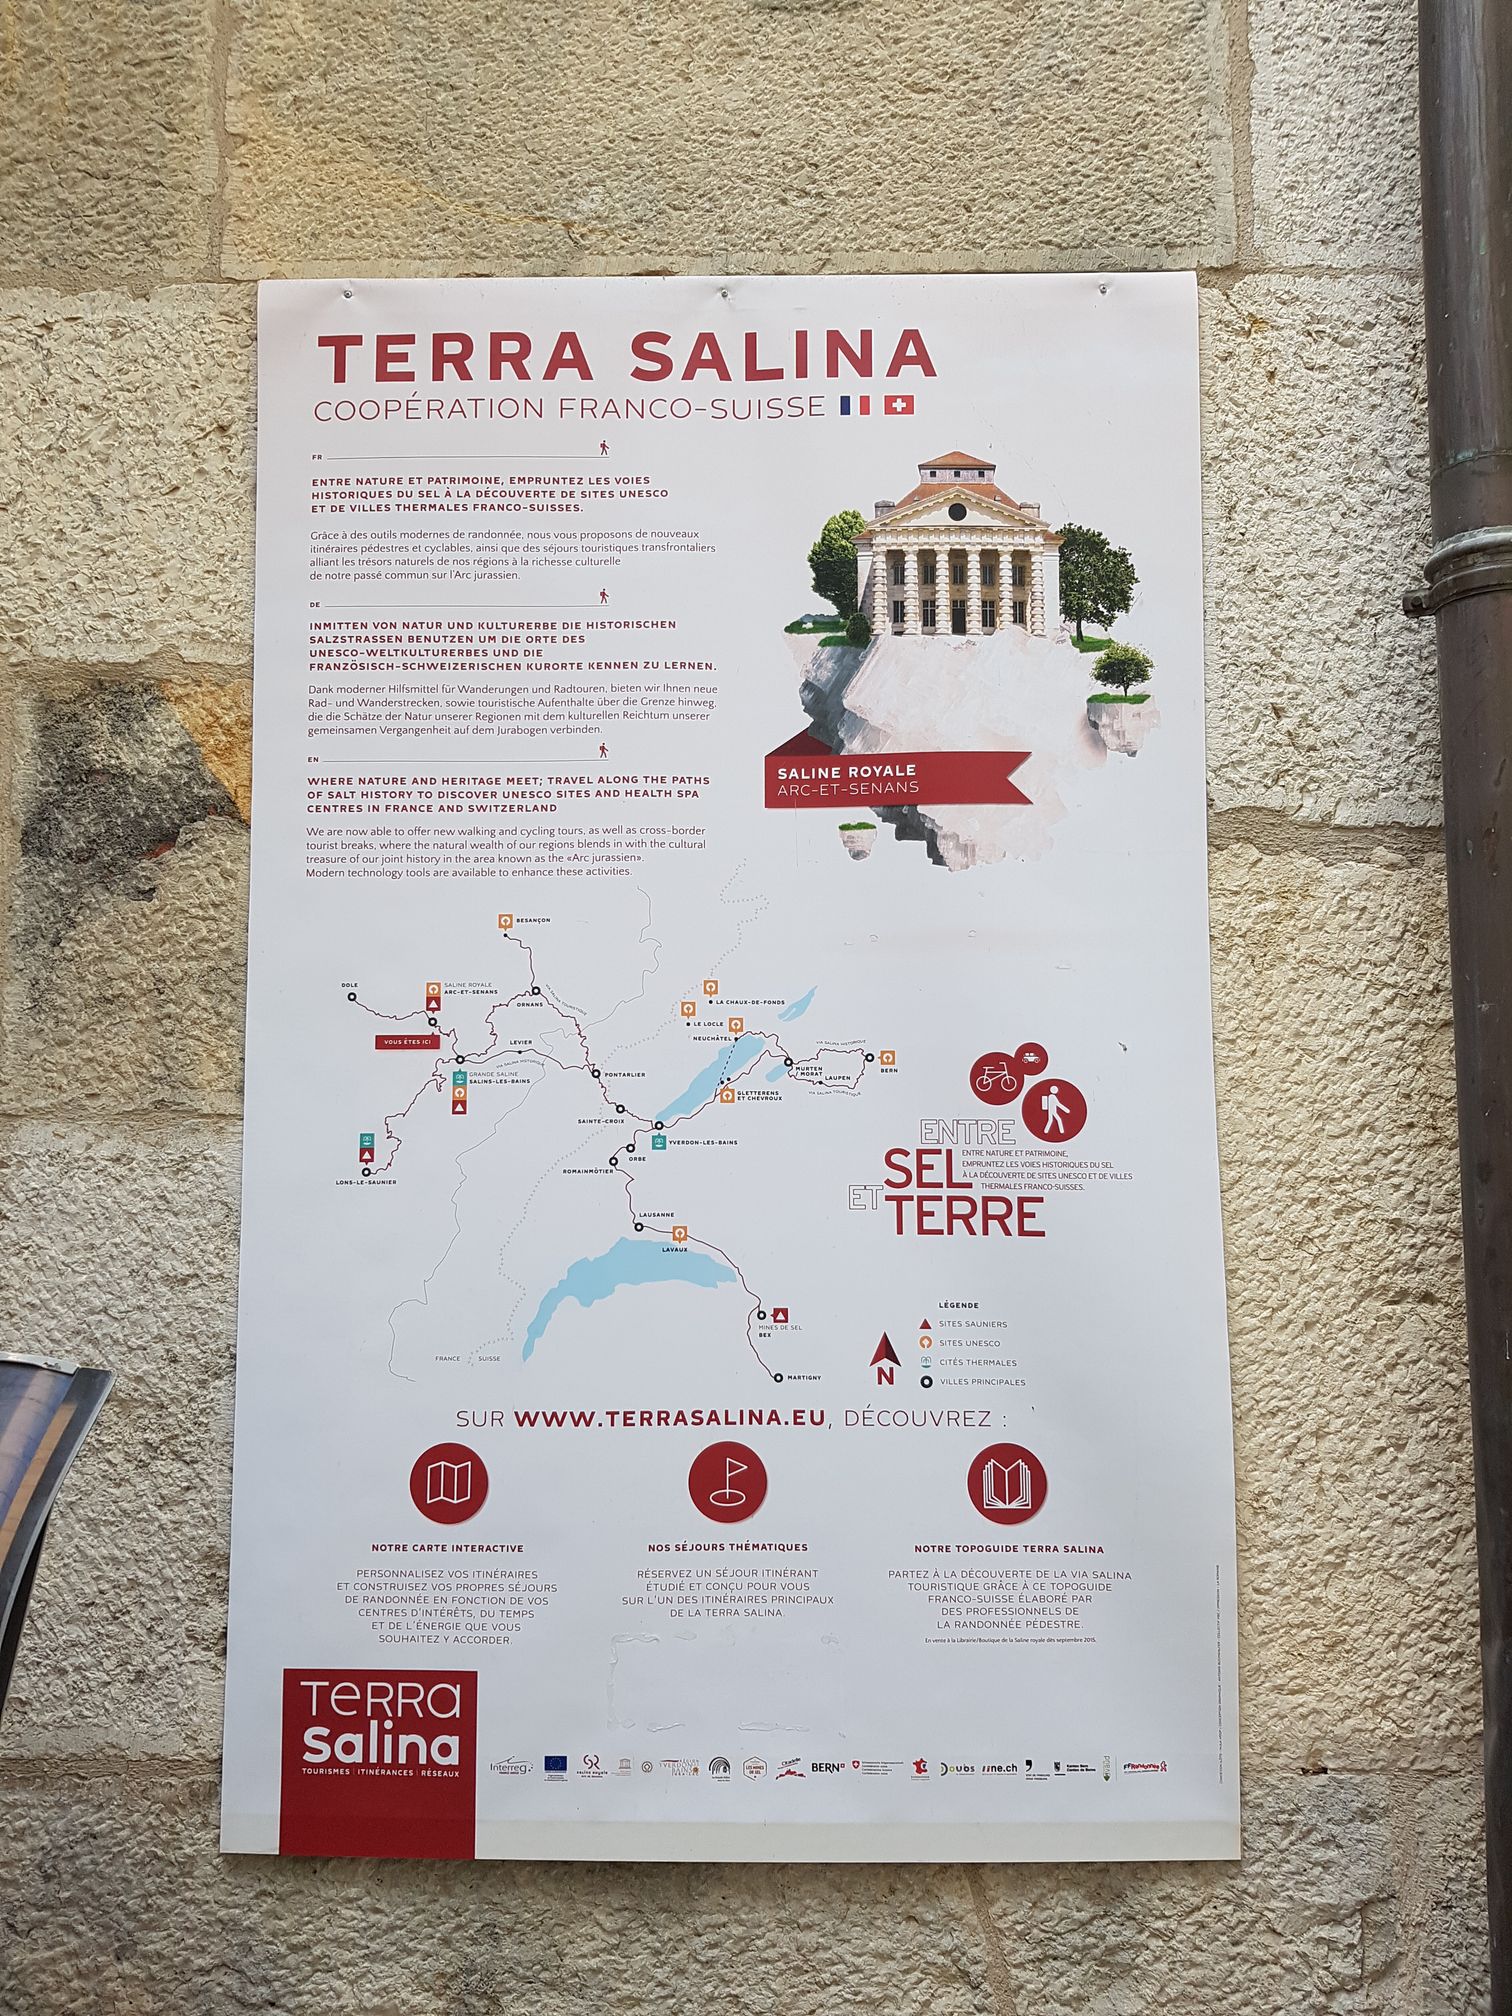 TERRA SALINA
COOPÉRATION FRANCO-SUISSE
FR
ENTRE NATURE ET PATRIMOINE, EMPRUNTEZ LES VOIES
HISTORIQUES DU SEL À LA DÉCOUVERTE DE SITES UNESCO
ET DE VILLES THERMALES FRANCO-SUISSES.
Grâce à des outils modernes de randonnée, nous vous proposons de nouveaux
itinéraires pédestres et cyclables, ainsi que des séjours touristiques transfrontaliers
alliant les trésors naturels de nos régions à la richesse culturelle
de notre passé commun sur l'Arc jurassien.
DE
INMITTEN VON NATUR UND KULTURERBE DIE HISTORISCHEN
SALZSTRASSEN BENUTZEN UM DIE ORTE DES
UNESCO-WELTKULTURERBES UND DIE
FRANZÖSISCH-SCHWEIZERISCHEN KURORTE KENNEN ZU LERNEN.
Dank moderner Hilfsmittel für Wanderungen und Radtouren, bieten wir Ihnen neue
Rad- und Wanderstrecken, sowie touristische Aufenthalte über die Grenze hinweg,
die die Schätze der Natur unserer Regionen mit dem kulturellen Reichtum unserer
gemeinsamen Vergangenheit auf dem Jurabogen verbinden.
EN
WHERE NATURE AND HERITAGE MEET; TRAVEL ALONG THE PATHS
OF SALT HISTORY TO DISCOVER UNESCO SITES AND HEALTH SPA
CENTRES IN FRANCE AND SWITZERLAND
We are now able to offer new walking and cycling tours, as well as cross-border
tourist breaks, where the natural wealth of our regions blends in with the cultural
treasure of our joint history in the area known as the «Arc jurassien».
Modern technology tools are available to enhance these activities.
SALINE ROYALE
ARC-ET-SENANS
BESANÇON
DOLE
SALINE ROYALE
ARC-ET-SENANS
ORNANS
VIA SALINA TOURISTIQUE
VOUS ÊTES ICI
LEVIER
VIA SALINA HISTORIQUE
GRANDE SALINE
SALINS-LES-BAINS
PONTARLIER
LONS-LE-SAUNIER
LA CHAUX-DE-FONDS
LE LOCLE
NEUCHÂTEL
VIA SALINA HISTORIQUE
BERN
MURTEN
MORAT
LAUPEN
VIA SALINA TOURISTIQUE
GLETTERENS
ET CHEVROUX
SAINTE-CROIX
YVERDON-LES-BAINS
ORBE
ROMAINMÔTIER
LAUSANNE
LAVAUX
MINES DE SEL
BEX
MARTIGNY
FRANCE
SUISSE
ENTRE
SEL
ET TERRE
ENTRE NATURE ET PATRIMOINE,
EMPRUNTEZ LES VOIES HISTORIQUES DU SEL
À LA DÉCOUVERTE DE SITES UNESCO ET DE VILLES
THERMALES FRANCO-SUISSES.
LÉGENDE
SITES SAUNIERS
SITES UNESCO
CITÉS THERMALES
VILLES PRINCIPALES
N
SUR WWW.TERRASALINA.EU, DÉCOUVREZ :
NOTRE CARTE INTERACTIVE
PERSONNALISEZ VOS ITINÉRAIRES
ET CONSTRUISEZ VOS PROPRES SÉJOURS
DE RANDONNÉE EN FONCTION DE VOS
CENTRES D'INTÉRÊTS, DU TEMPS
ET DE L'ÉNERGIE QUE VOUS
SOUHAITEZ Y ACCORDER.
NOS SÉJOURS THÉMATIQUES
RÉSERVEZ UN SÉJOUR ITINÉRANT
ÉTUDIÉ ET CONÇU POUR VOUS
SUR L'UN DES ITINÉRAIRES PRINCIPAUX
DE LA TERRA SALINA.
NOTRE TOPOGUIDE TERRA SALINA
PARTEZ À LA DÉCOUVERTE DE LA VIA SALINA
TOURISTIQUE GRÂCE À CE TOPOGUIDE
FRANCO-SUISSE ÉLABORÉ PAR
DES PROFESSIONNELS DE
LA RANDONNÉE PÉDESTRE.
En vente à la Librairie/Boutique de la Saline royale dès septembre 2015.
TERRA
Salina
TOURISMES | ITINÉRANCES | RÉSEAUX
Interreg
saline royale
LES MINES
DE SEL
Citadelle
BERN
Doubs
ne.ch
FFRandonnée